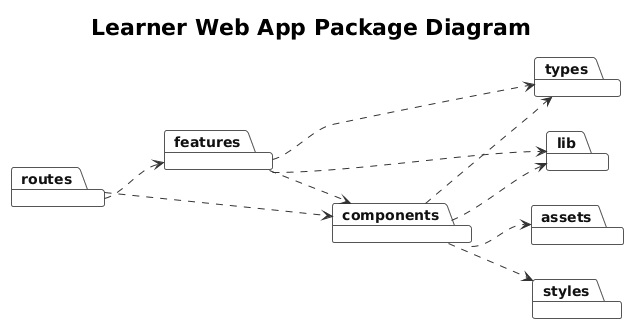 Learner Web App Package Diagram
types
features
lib
routes
components
assets
styles